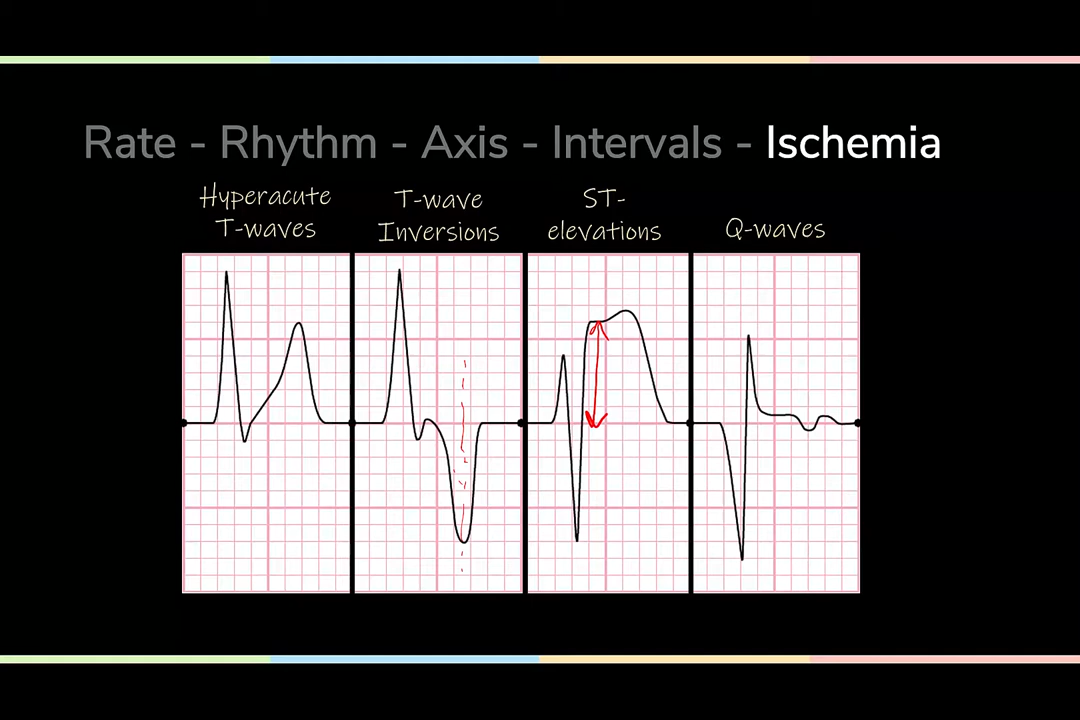 Rate - Rhythm - Axis - Intervals - Ischemia
Hyperacute
T-waves
T-wave
Inversions
ST-
elevations
Q-waves